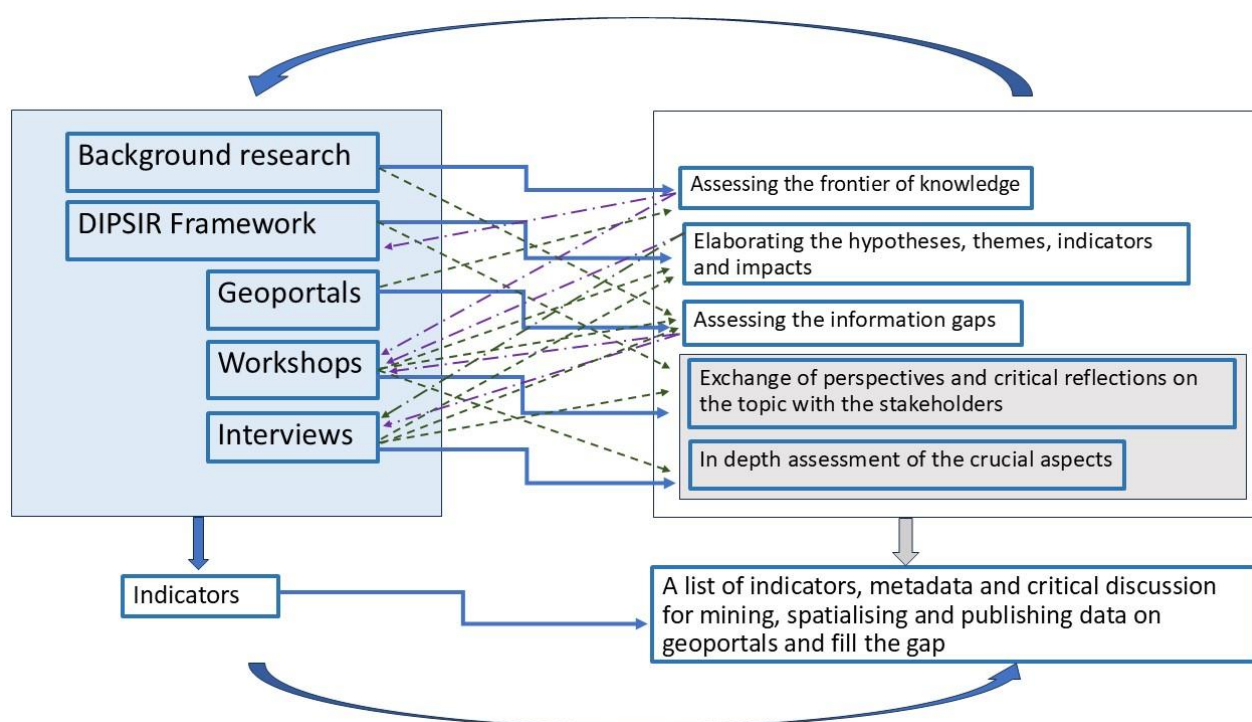 Background research
DIPSIR Framework
Geoportals
Workshops
Interviews
Indicators
Assessing the frontier of knowledge
Elaborating the hypotheses, themes, indicators
and impacts
Assessing the information gaps
Exchange of perspectives and critical reflections on
the topic with the stakeholders
In depth assessment of the crucial aspects
A list of indicators, metadata and critical discussion
for mining, spatialising and publishing data on
geoportals and fill the gap